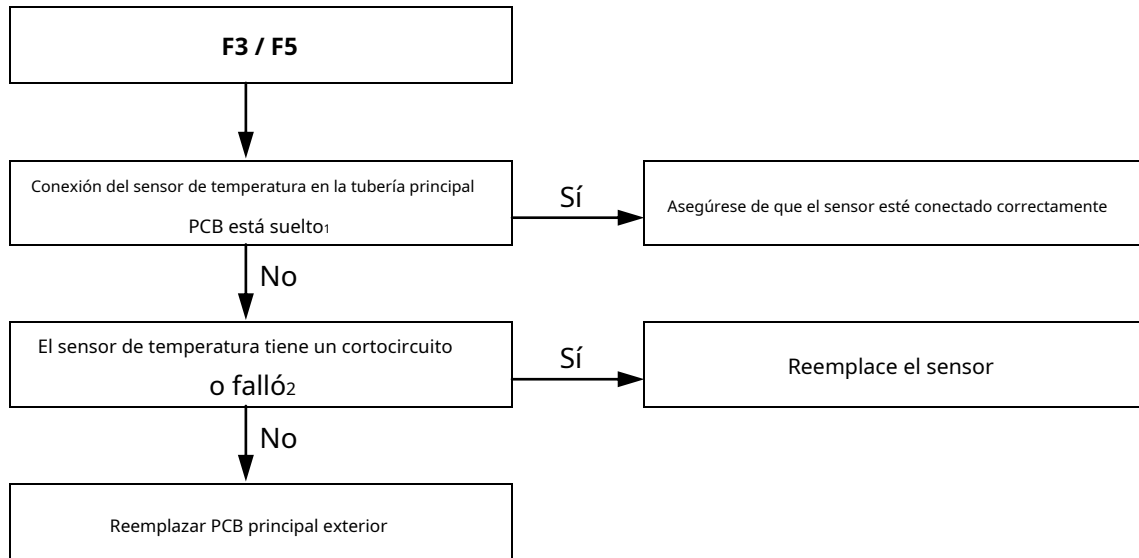 F3 / F5
Conexión del sensor de temperatura en la tubería principal
PCB está suelto1
Sí
Asegúrese de que el sensor esté conectado correctamente
No
El sensor de temperatura tiene un cortocircuito
o falló2
Sí
Reemplace el sensor
No
Reemplazar PCB principal exterior